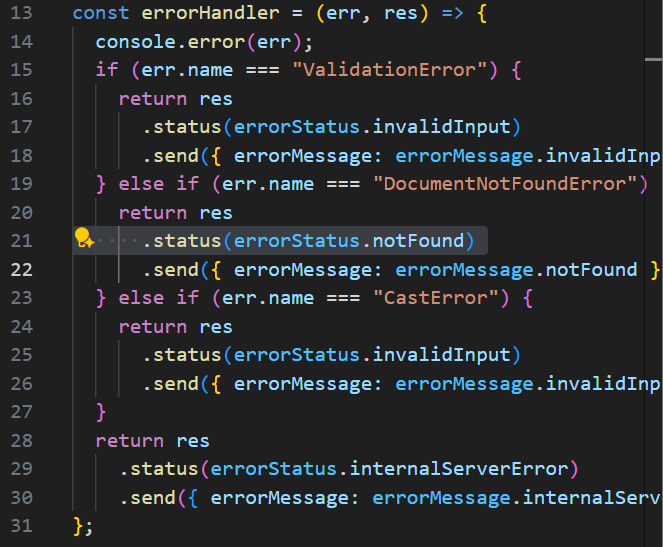 13 const errorHandler = (err, res) => {
14 console.error(err);
15 if (err.name === "ValidationError") {
16 return res
17 .status(errorStatus.invalidInput)
18 .send({ errorMessage: errorMessage.invalidInp
19 } else if (err.name === "DocumentNotFoundError")
20 return res
21 .status(errorStatus.notFound)
22 .send({ errorMessage: errorMessage.notFound }
23 } else if (err.name === "CastError") {
24 return res
25 .status(errorStatus.invalidInput)
26 .send({ errorMessage: errorMessage.invalidInp
27 }
28 return res
29 .status(errorStatus.internalServerError)
30 .send({ errorMessage: errorMessage.internalServ
31 };